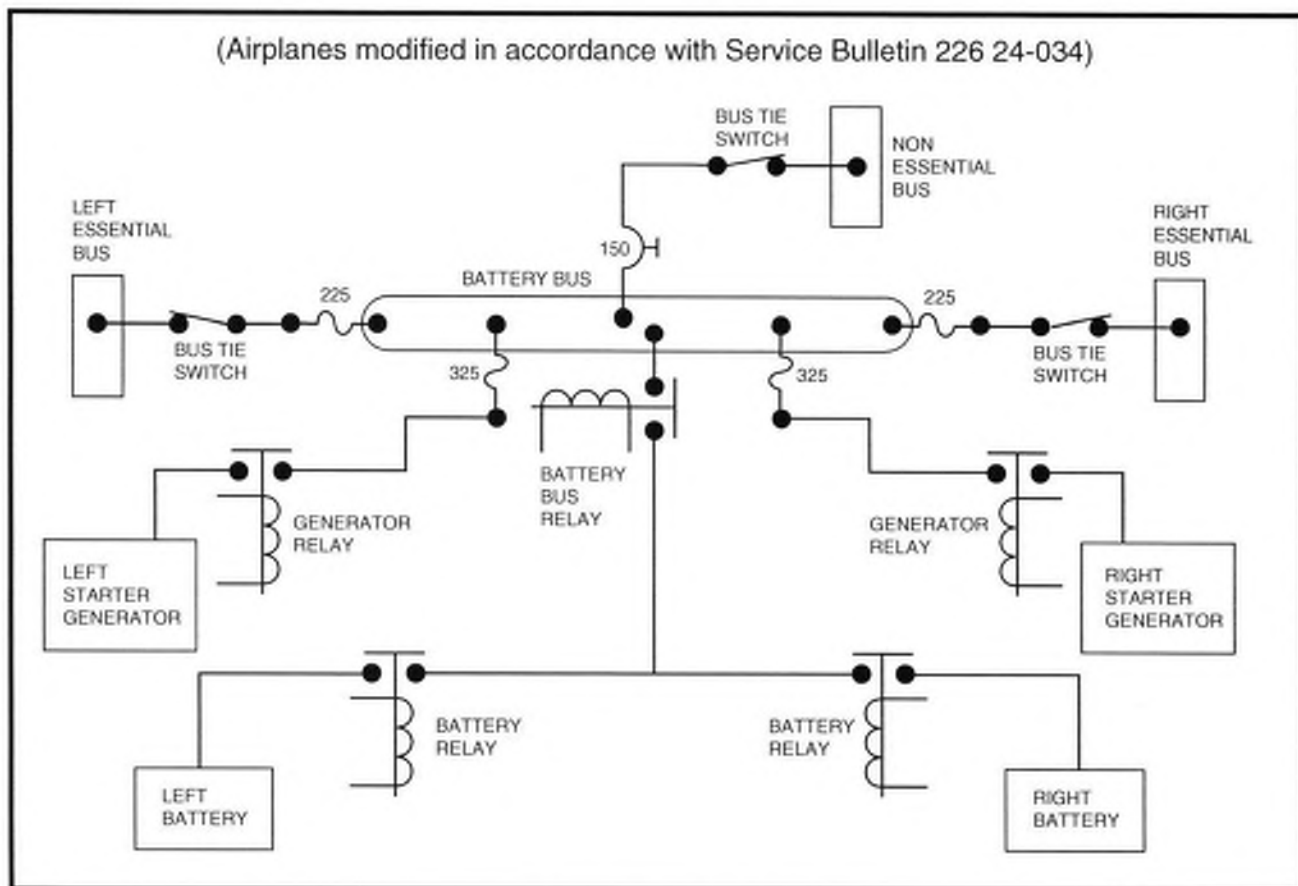 (Airplanes modified in accordance with Service Bulletin 226 24-034)
BUS TIE
SWITCH
NON
ESSENTIAL
BUS
LEFT
ESSENTIAL
BUS
RIGHT
ESSENTIAL
BUS
150
BATTERY BUS
225
225
BUS TIE
SWITCH
BUS TIE
SWITCH
325
325
BATTERY
BUS
RELAY
GENERATOR
RELAY
GENERATOR
RELAY
LEFT
STARTER
GENERATOR
RIGHT
STARTER
GENERATOR
BATTERY
RELAY
BATTERY
RELAY
LEFT
BATTERY
RIGHT
BATTERY